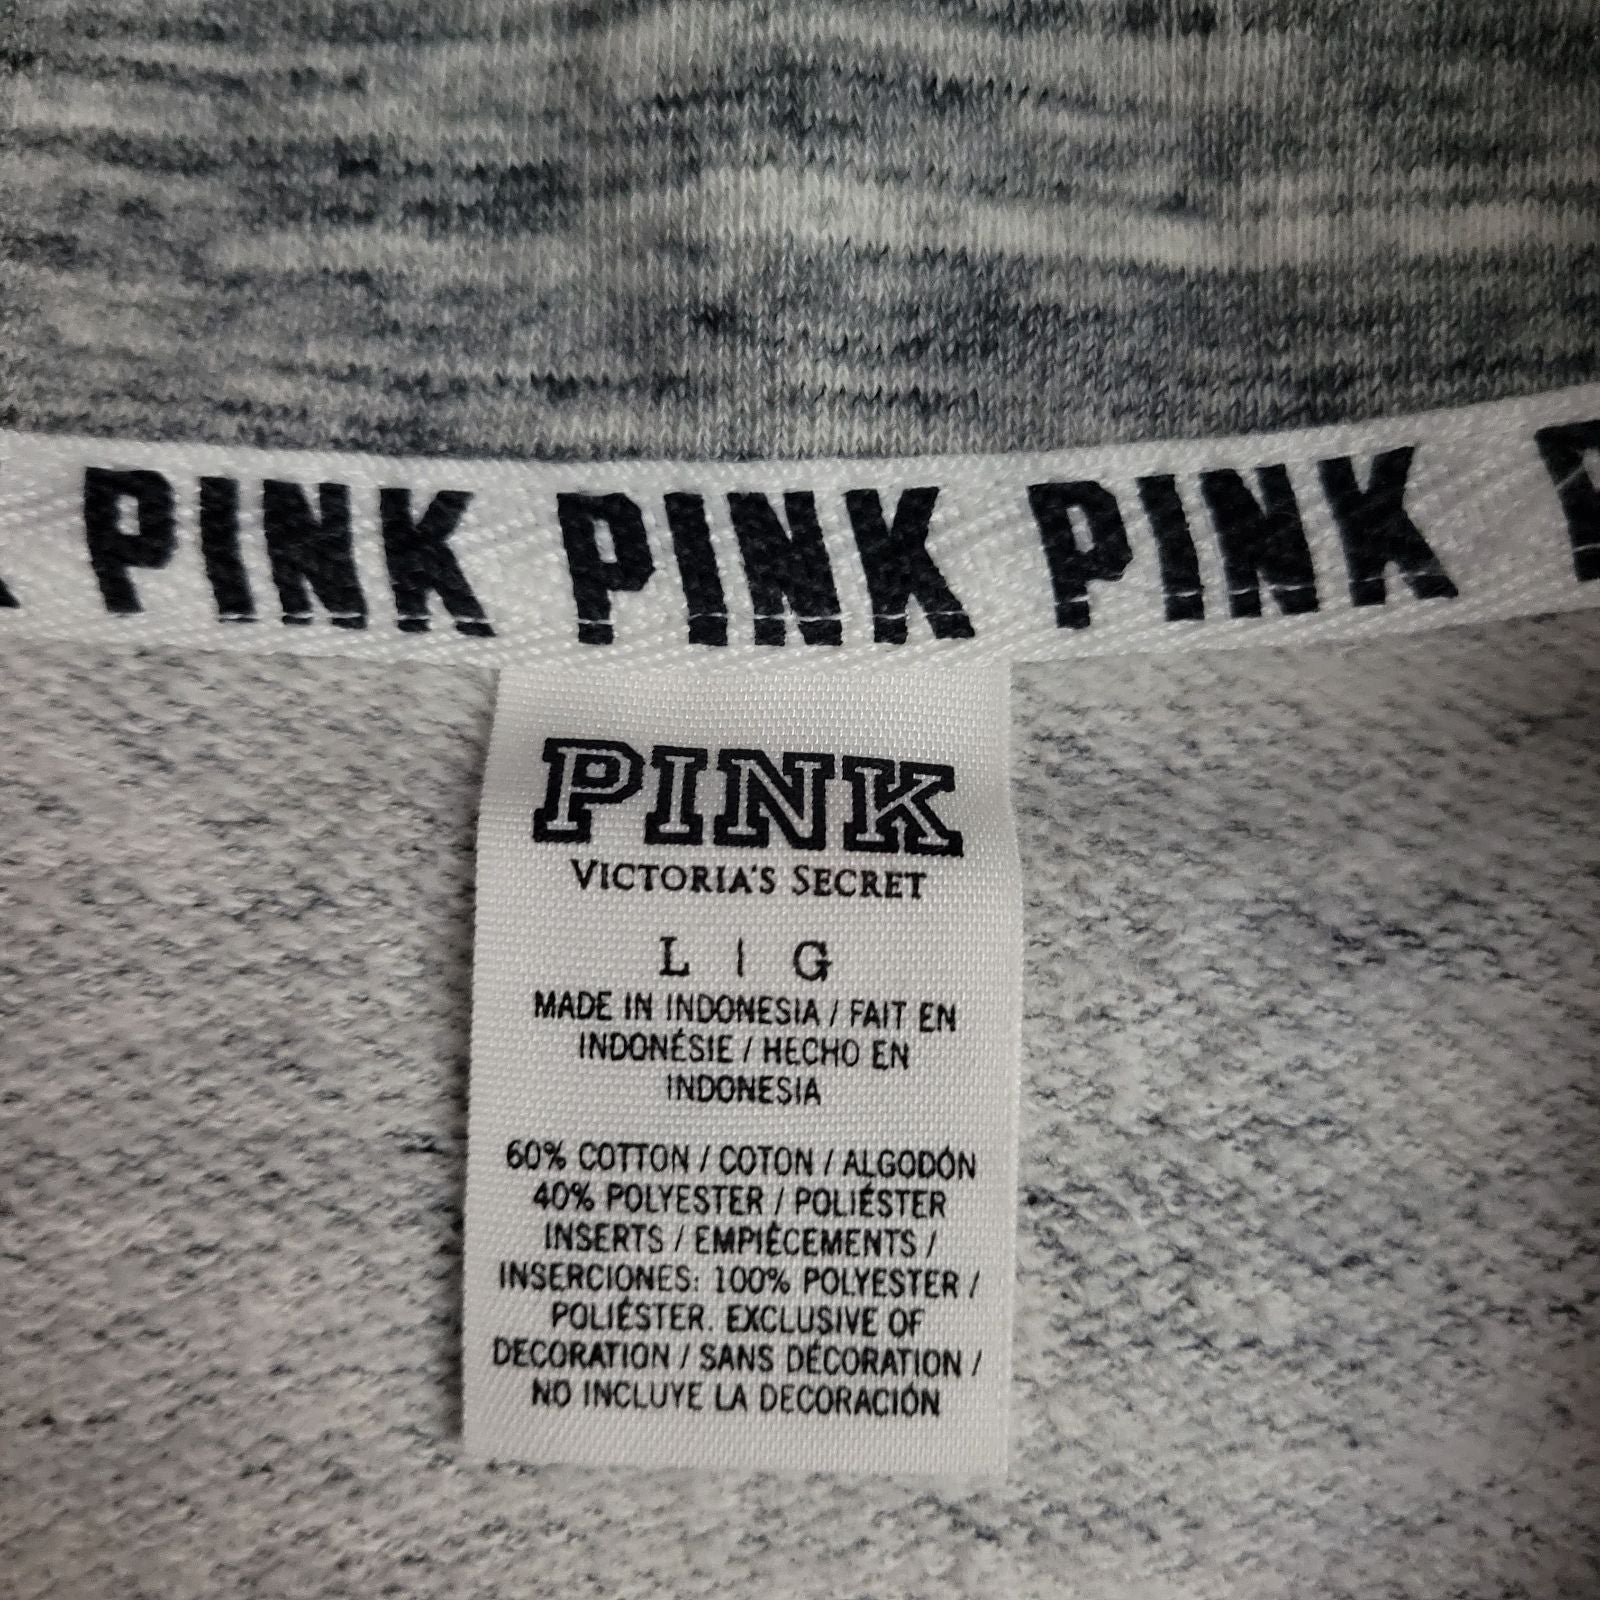 PINK PINK PINK
PINK
VICTORIA'S SECRET
L | G
MADE IN INDONESIA / FAIT EN
INDONÉSIE / HECHO EN
INDONESIA
60% COTTON / COTON / ALGODÓN
40% POLYESTER / POLIÉSTER
INSERTS / EMPIÉCEMENTS /
INSERCIONES: 100% POLYESTER /
POLIÉSTER. EXCLUSIVE OF
DECORATION / SANS DÉCORATION /
NO INCLUYE LA DECORACIÓN